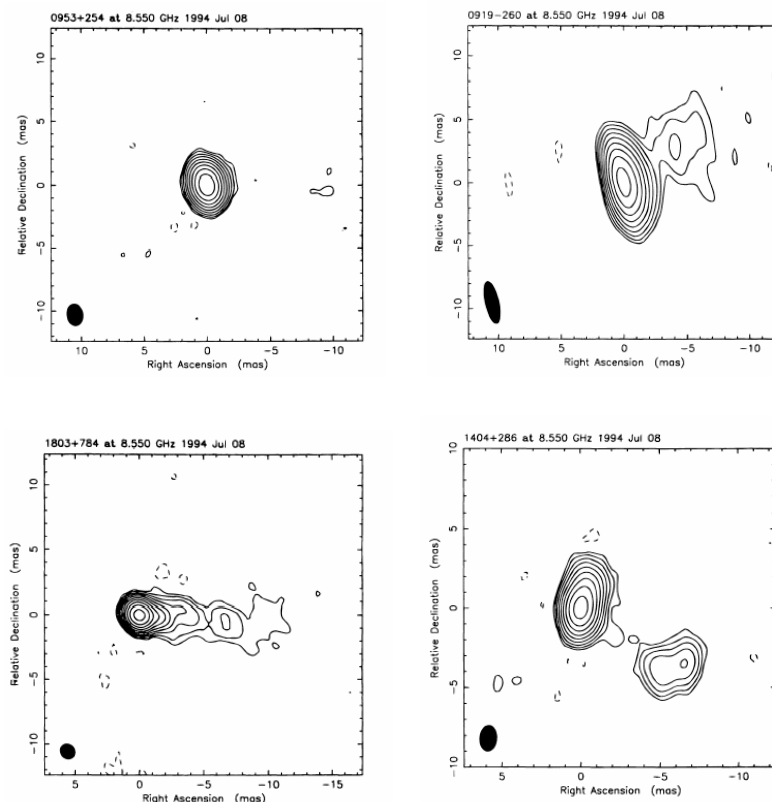 0953+254 at 8.550 GHz 1994 Jul 08
Relative Declination (mas)
10
5
0
-5
-10
10 5 0 -5 -10
Right Ascension (mas)
0919-260 at 8.550 GHz 1994 Jul 08
Relative Declination (mas)
10
5
0
-5
-10
10 5 0 -5 -10
Right Ascension (mas)
1803+784 at 8.550 GHz 1994 Jul 08
Relative Declination (mas)
10
5
0
-5
-10
5 0 -5 -10 -15
Right Ascension (mas)
1404+286 at 8.550 GHz 1994 Jul 08
Relative Declination (mas)
10
5
0
-5
-10
5 0 -5 -10
Right Ascension (mas)